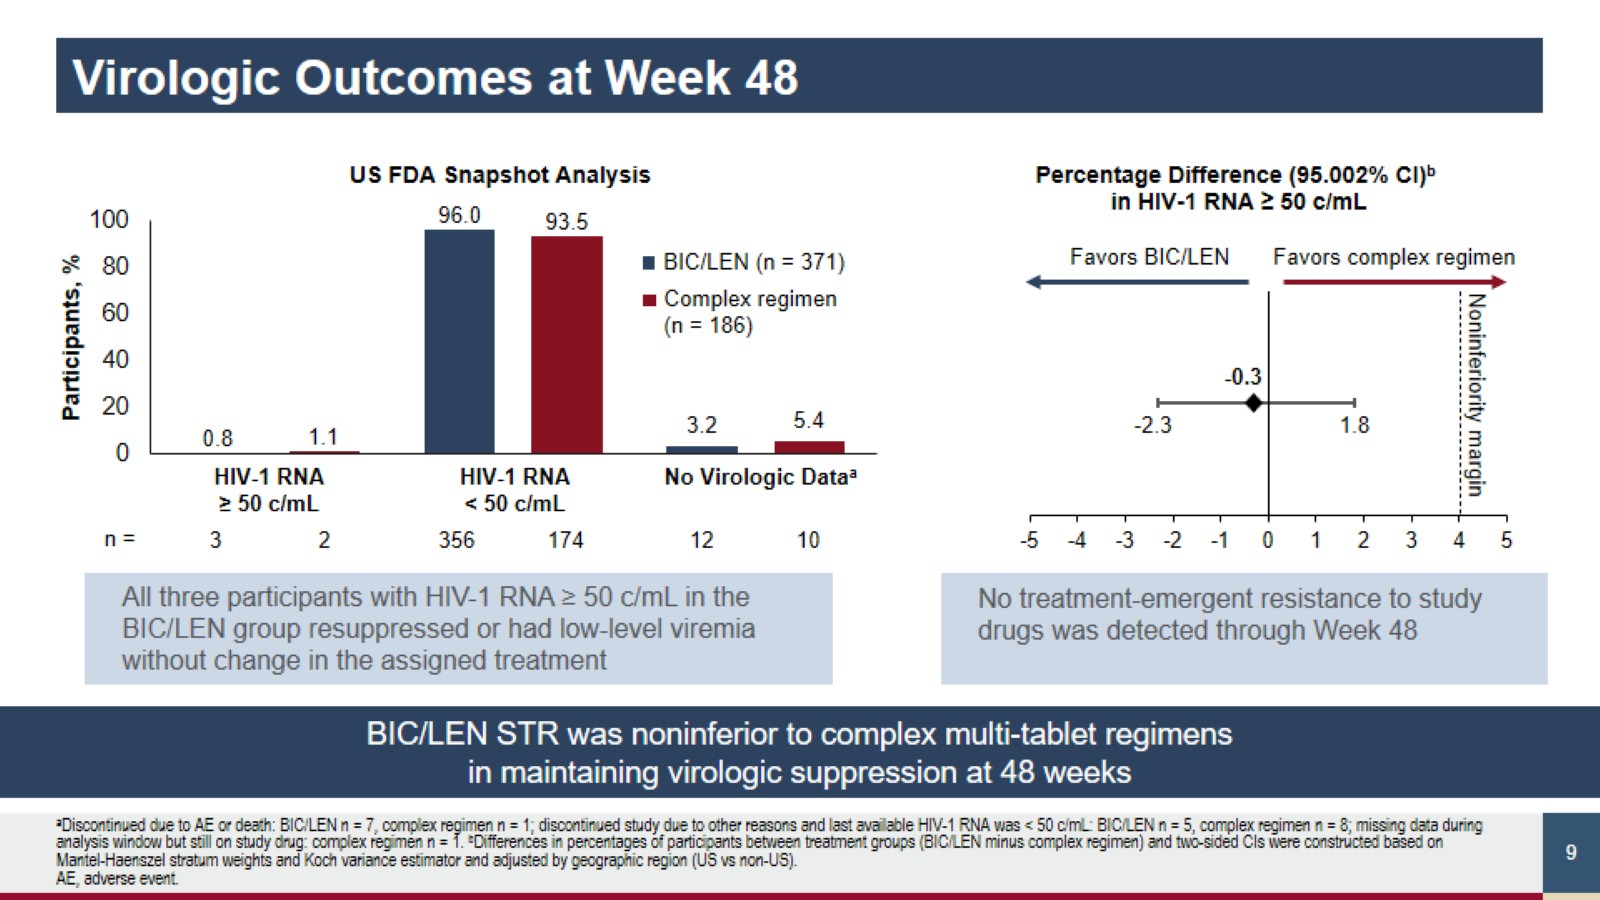 Virologic Outcomes at Week 48
US FDA Snapshot Analysis
Participants, %
100
80
60
40
20
0
0.8
1.1
96.0
93.5
3.2
5.4
BIC/LEN (n = 371)
Complex regimen
(n = 186)
HIV-1 RNA
≥ 50 c/mL
HIV-1 RNA
< 50 c/mL
No Virologic Dataᵃ
n = 3 2 356 174 12 10
Percentage Difference (95.002% CI)ᵇ
in HIV-1 RNA ≥ 50 c/mL
Favors BIC/LEN
Favors complex regimen
Noninferiority margin
-0.3
-2.3
1.8
-5 -4 -3 -2 -1 0 1 2 3 4 5
All three participants with HIV-1 RNA ≥ 50 c/mL in the
BIC/LEN group resuppressed or had low-level viremia
without change in the assigned treatment
No treatment-emergent resistance to study
drugs was detected through Week 48
BIC/LEN STR was noninferior to complex multi-tablet regimens
in maintaining virologic suppression at 48 weeks
ᵃDiscontinued due to AE or death: BIC/LEN n = 7, complex regimen n = 1; discontinued study due to other reasons and last available HIV-1 RNA was < 50 c/mL: BIC/LEN n = 5, complex regimen n = 8; missing data during
analysis window but still on study drug: complex regimen n = 1. ᵇDifferences in percentages of participants between treatment groups (BIC/LEN minus complex regimen) and two-sided CIs were constructed based on
Mantel-Haenszel stratum weights and Koch variance estimator and adjusted by geographic region (US vs non-US).
AE, adverse event.
9